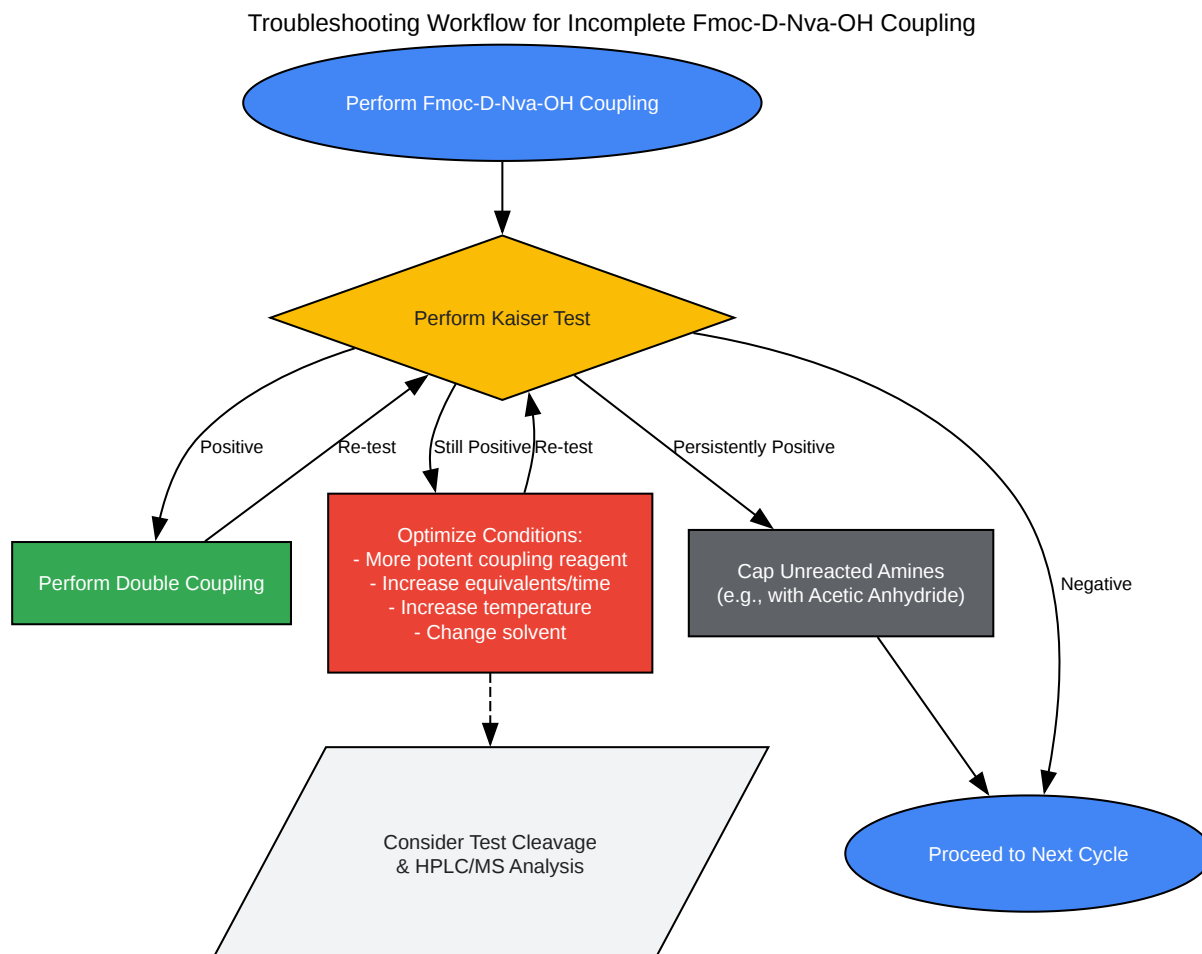 Troubleshooting Workflow for Incomplete Fmoc-D-Nva-OH Coupling
Perform Fmoc-D-Nva-OH Coupling
Perform Kaiser Test
Positive
Re-test
Still Positive
Re-test
Persistently Positive
Negative
Perform Double Coupling
Optimize Conditions:
- More potent coupling reagent
- Increase equivalents/time
- Increase temperature
- Change solvent
Cap Unreacted Amines
(e.g., with Acetic Anhydride)
Consider Test Cleavage
& HPLC/MS Analysis
Proceed to Next Cycle